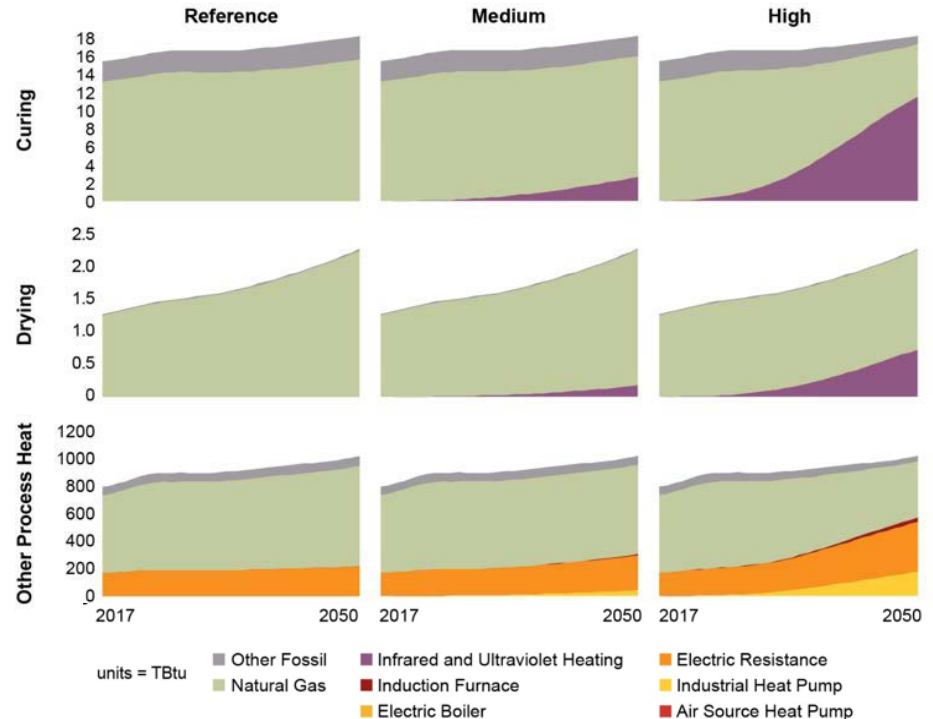 Reference Medium High
Curing
18
16
14
12
10
8
6
4
2
0
Drying
2.5
2.0
1.5
1.0
0.5
0
Other Process Heat
1200
1000
800
600
400
200
0
2017 2050 2017 2050 2017 2050
units = TBtu
Other Fossil Infrared and Ultraviolet Heating Electric Resistance
Natural Gas Induction Furnace Industrial Heat Pump
Electric Boiler Air Source Heat Pump